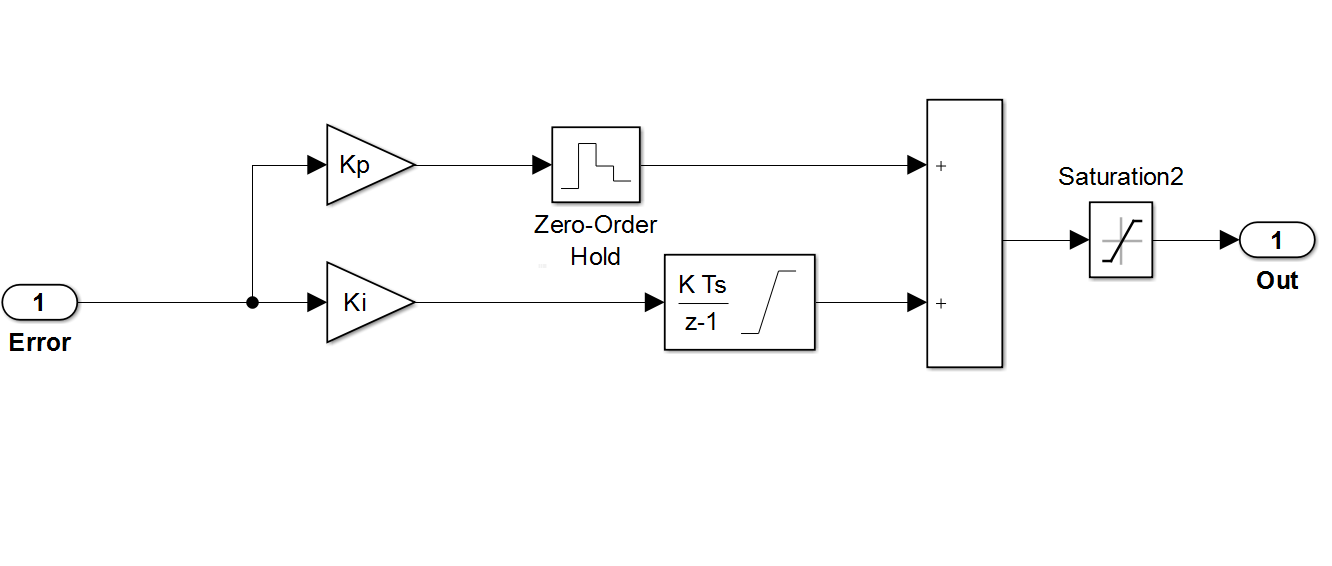 Kp
+
Saturation2
Zero-Order
Hold
1
Out
1
Error
Ki
K Ts
z-1
+